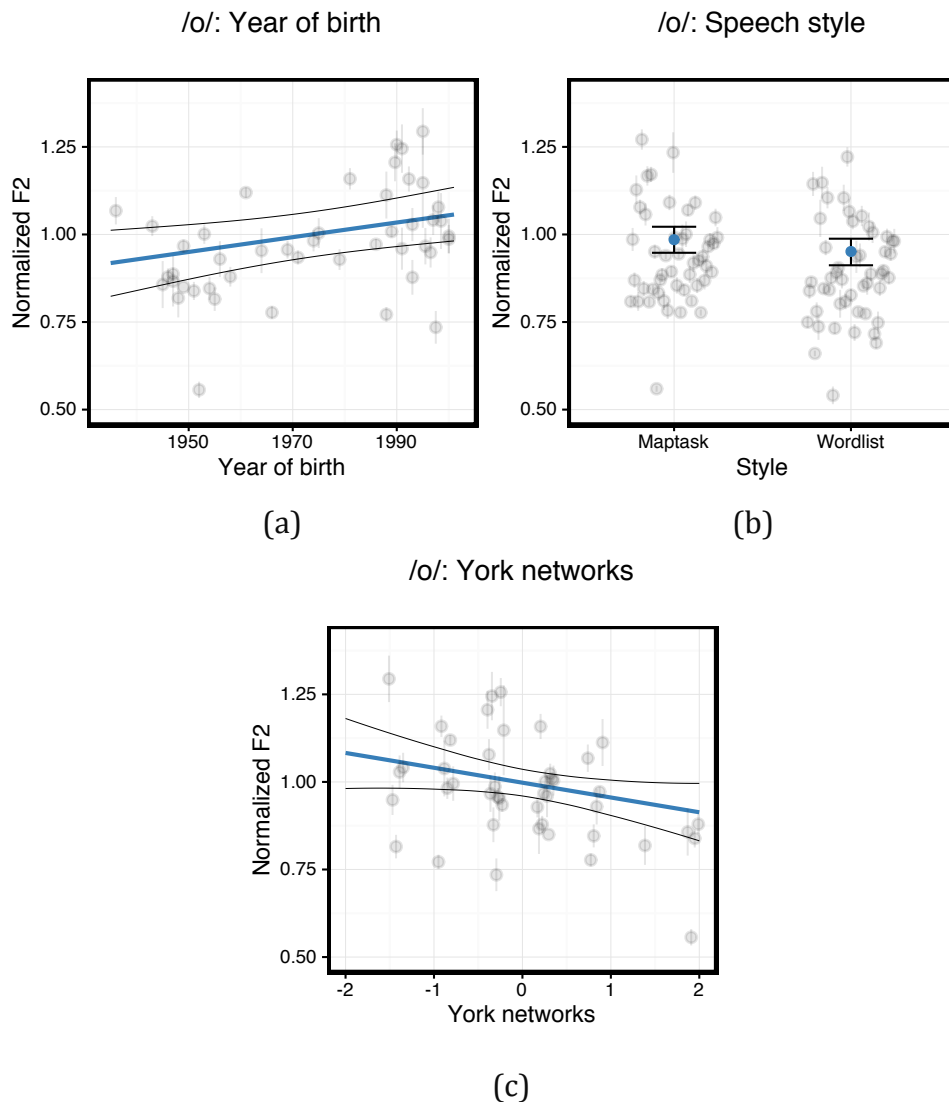 /o/: Year of birth
Normalized F2
1.25
1.00
0.75
0.50
1950 1970 1990
Year of birth
(a)
/o/: Speech style
Normalized F2
1.25
1.00
0.75
0.50
Maptask Wordlist
Style
(b)
/o/: York networks
Normalized F2
1.25
1.00
0.75
0.50
-2 -1 0 1 2
York networks
(c)